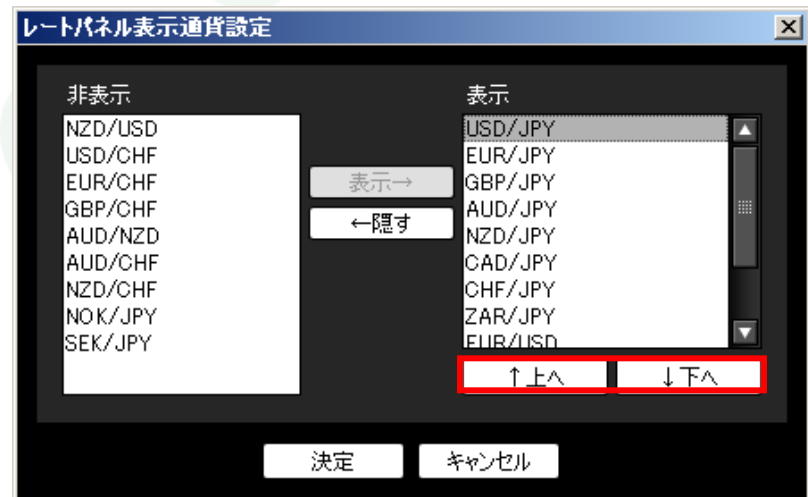 レートパネル表示通貨設定
非表示
NZD/USD
USD/CHF
EUR/CHF
GBP/CHF
AUD/NZD
AUD/CHF
NZD/CHF
NOK/JPY
SEK/JPY
表示→
←隠す
表示
USD/JPY
EUR/JPY
GBP/JPY
AUD/JPY
NZD/JPY
CAD/JPY
CHF/JPY
ZAR/JPY
EUR/USD
↑上へ
↓下へ
決定
キャンセル